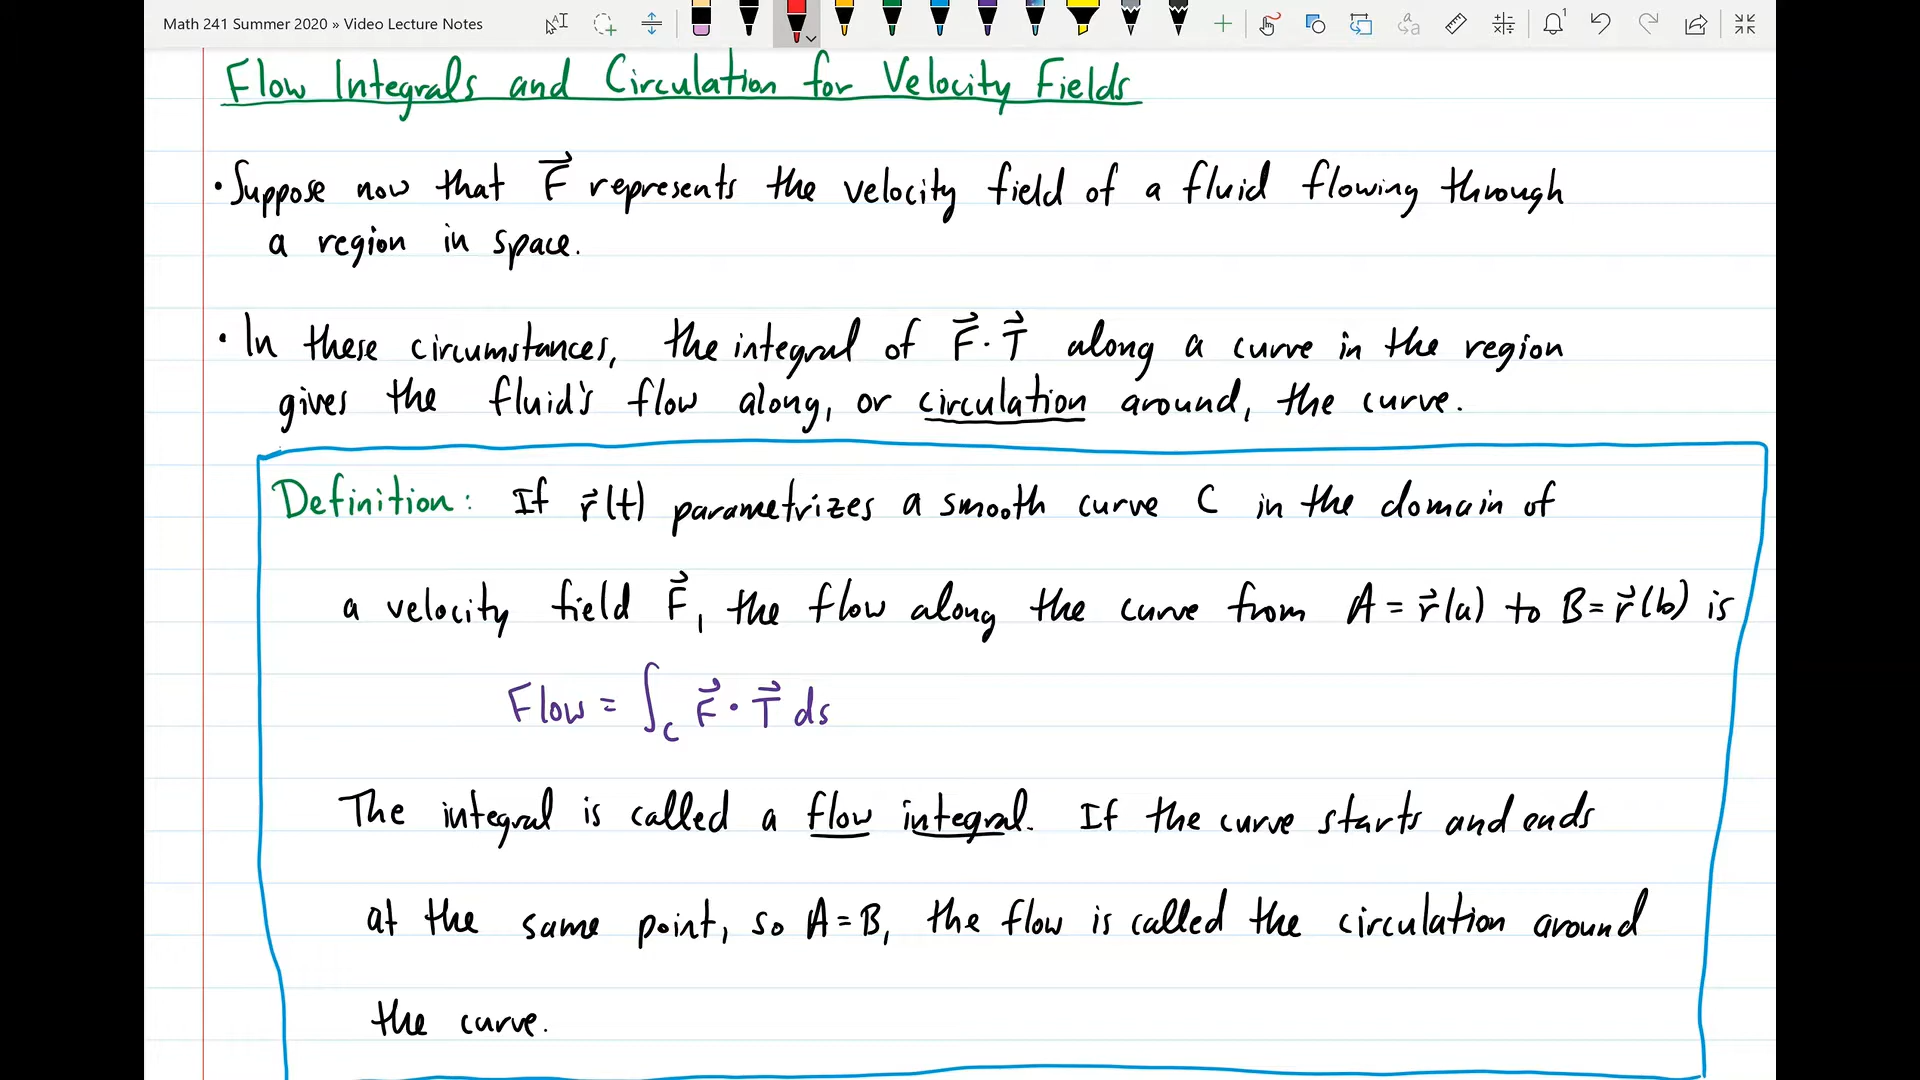 Math 241 Summer 2020 » Video Lecture Notes
Flow Integrals and Circulation for Velocity Fields
• Suppose now that F⃗ represents the velocity field of a fluid flowing through
a region in space.
• In these circumstances, the integral of F⃗ · T⃗ along a curve in the region
gives the fluid's flow along, or circulation around, the curve.
Definition: If r⃗(t) parametrizes a smooth curve C in the domain of
a velocity field F⃗, the flow along the curve from A = r⃗(a) to B = r⃗(b) is
Flow = ∫_C F⃗ · T⃗ ds
The integral is called a flow integral. If the curve starts and ends
at the same point, so A = B, the flow is called the circulation around
the curve.